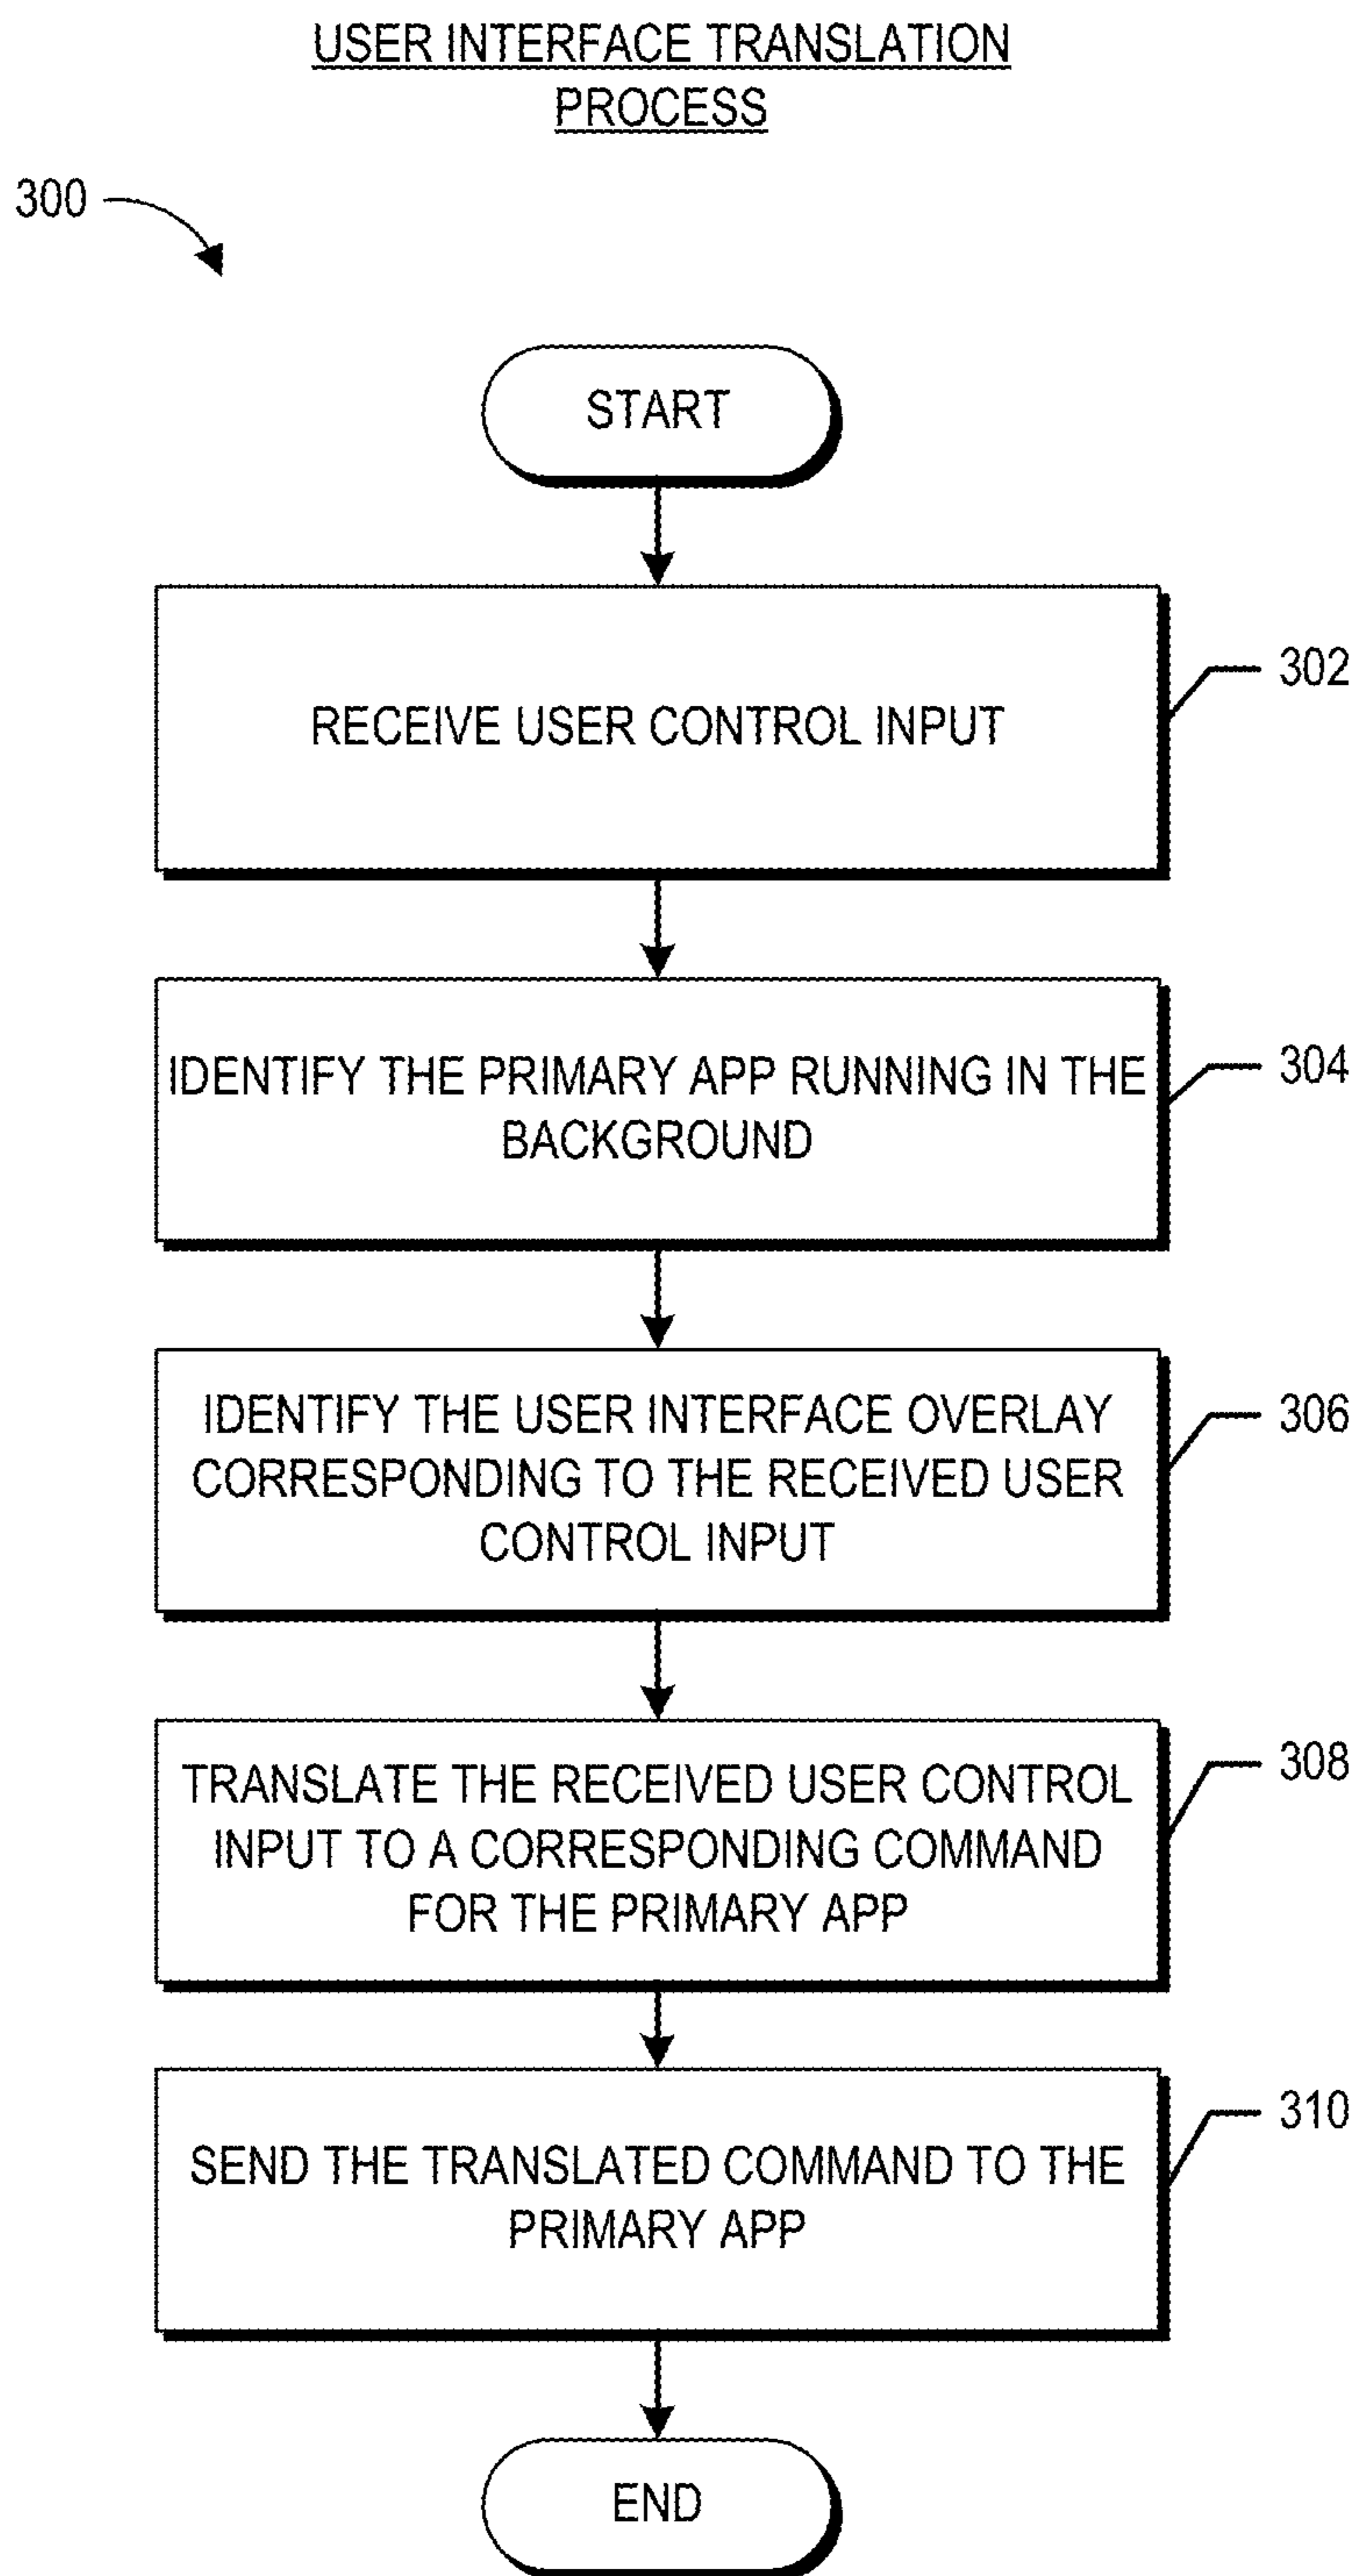 USER INTERFACE TRANSLATION
PROCESS
300
START
RECEIVE USER CONTROL INPUT
302
IDENTIFY THE PRIMARY APP RUNNING IN THE
BACKGROUND
304
IDENTIFY THE USER INTERFACE OVERLAY
CORRESPONDING TO THE RECEIVED USER
CONTROL INPUT
306
TRANSLATE THE RECEIVED USER CONTROL
INPUT TO A CORRESPONDING COMMAND
FOR THE PRIMARY APP
308
SEND THE TRANSLATED COMMAND TO THE
PRIMARY APP
310
END